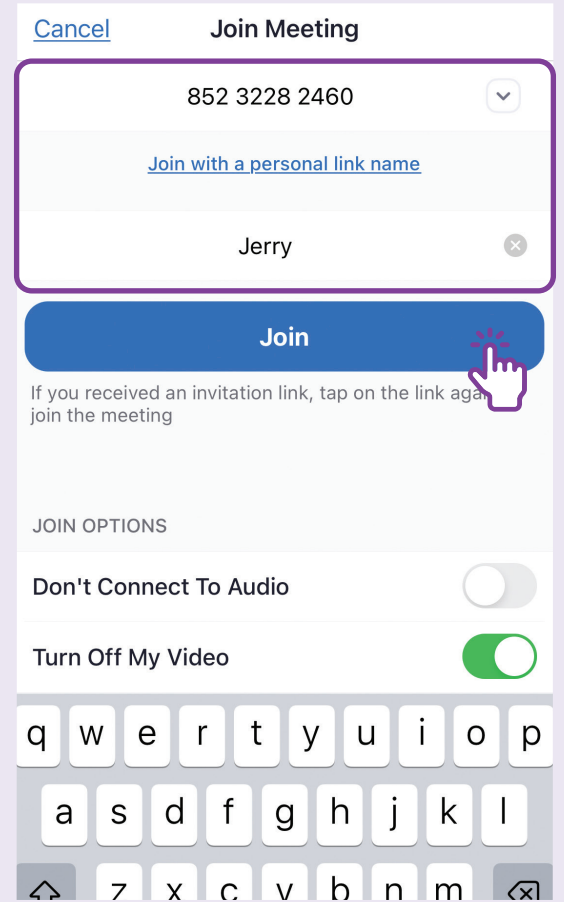 Cancel Join Meeting
852 3228 2460
Join with a personal link name
Jerry
Join
If you received an invitation link, tap on the link
join the meeting
JOIN OPTIONS
Don't Connect To Audio
Turn Off My Video
q w e r t y u i o p
a s d f g h j k l
z x c v b n m